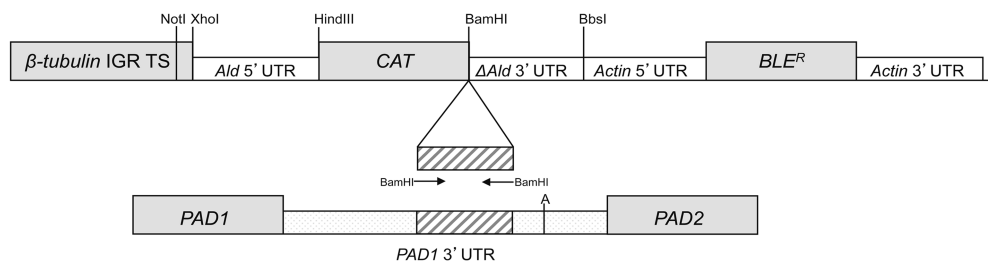 NotI XhoI HindIII BamHI BbsI
β-tubulin IGR TS Ald 5' UTR CAT ΔAld 3' UTR Actin 5' UTR BLE^R Actin 3' UTR
BamHI BamHI
A
PAD1 PAD2
PAD1 3' UTR